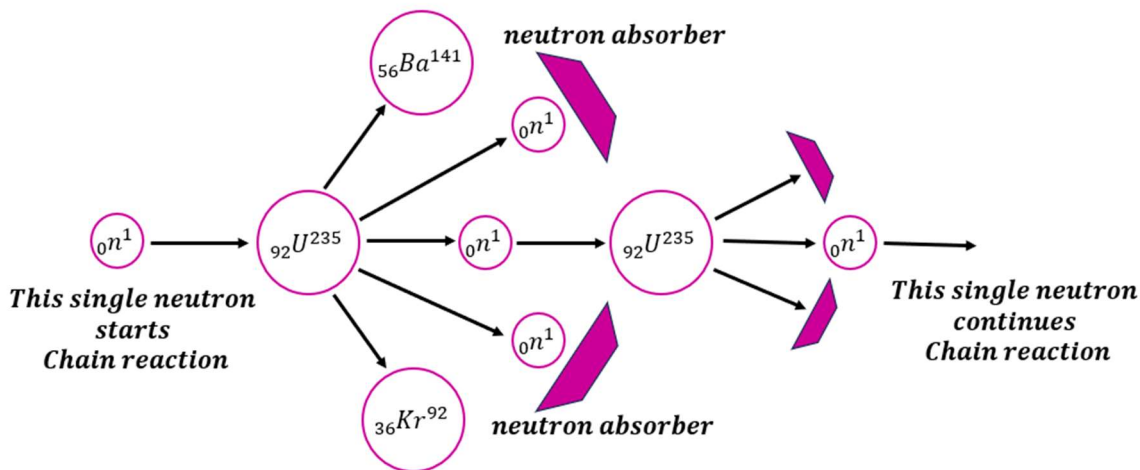 ₅₆Ba¹⁴¹
neutron absorber
₀n¹
₀n¹
₉₂U²³⁵
₀n¹
₉₂U²³⁵
₀n¹
This single neutron
starts
Chain reaction
This single neutron
continues
Chain reaction
₀n¹
₃₆Kr⁹²
neutron absorber